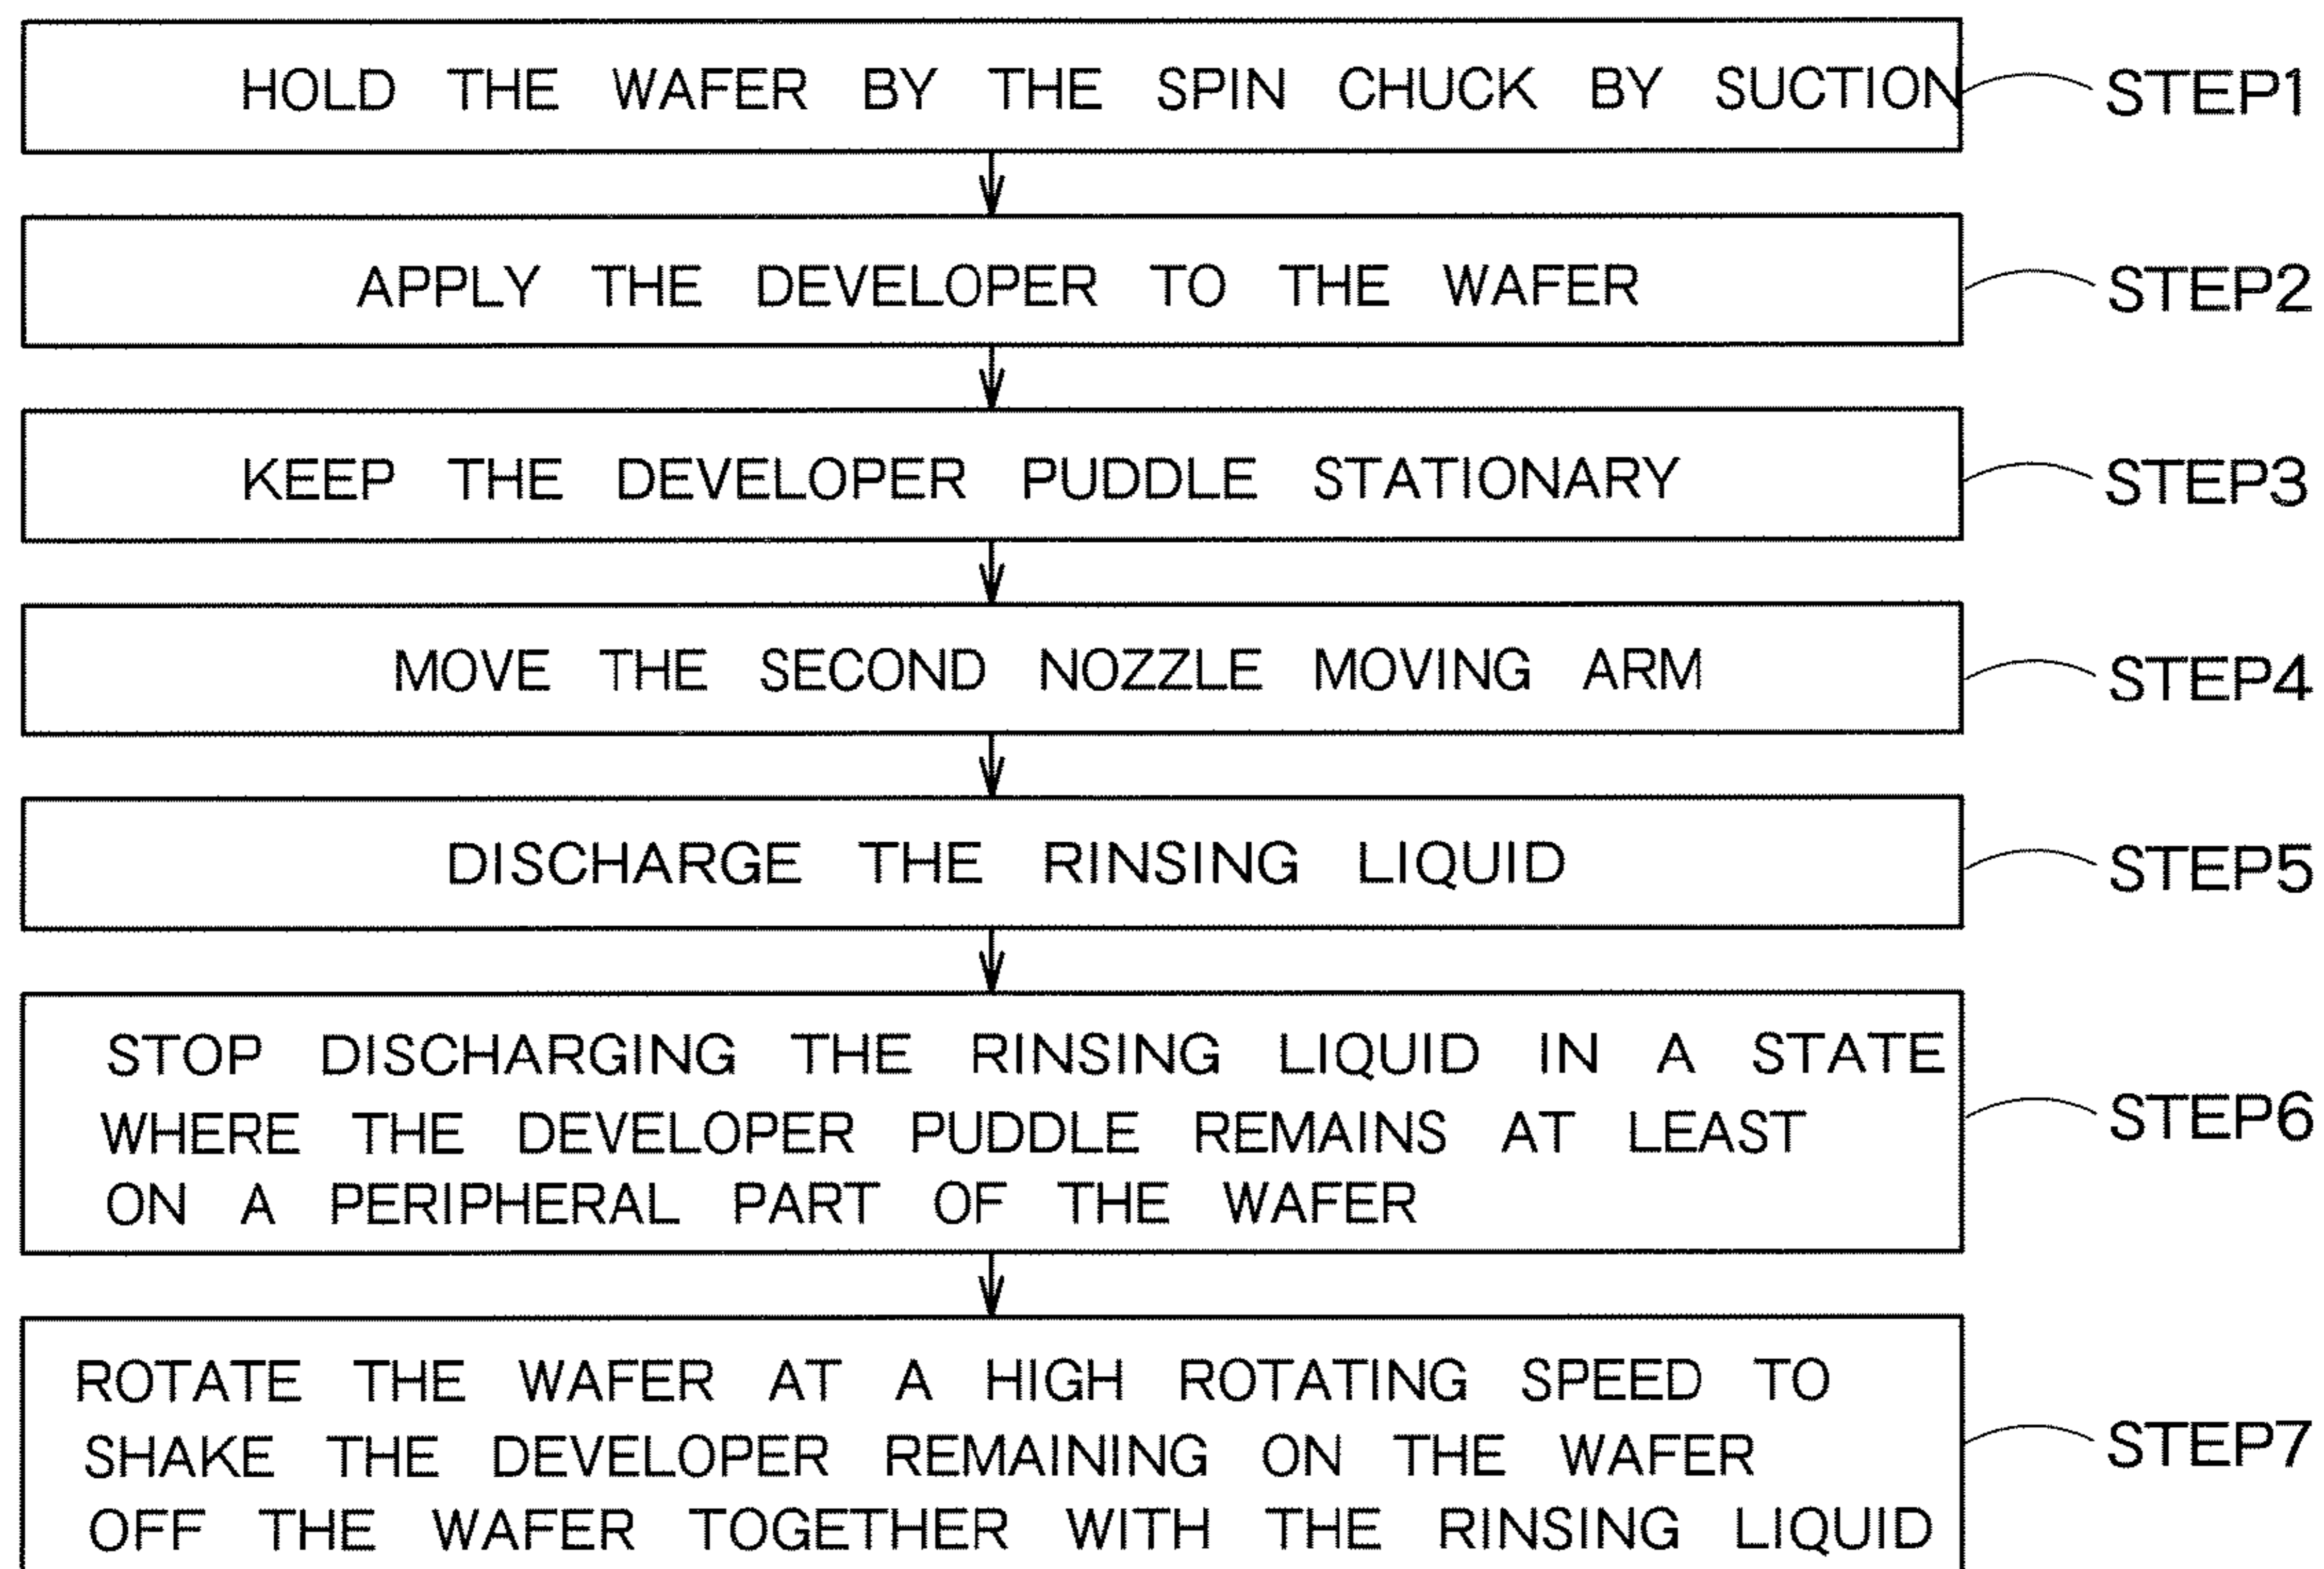 HOLD THE WAFER BY THE SPIN CHUCK BY SUCTION STEP1
APPLY THE DEVELOPER TO THE WAFER STEP2
KEEP THE DEVELOPER PUDDLE STATIONARY STEP3
MOVE THE SECOND NOZZLE MOVING ARM STEP4
DISCHARGE THE RINSING LIQUID STEP5
STOP DISCHARGING THE RINSING LIQUID IN A STATE
WHERE THE DEVELOPER PUDDLE REMAINS AT LEAST STEP6
ON A PERIPHERAL PART OF THE WAFER
ROTATE THE WAFER AT A HIGH ROTATING SPEED TO
SHAKE THE DEVELOPER REMAINING ON THE WAFER STEP7
OFF THE WAFER TOGETHER WITH THE RINSING LIQUID